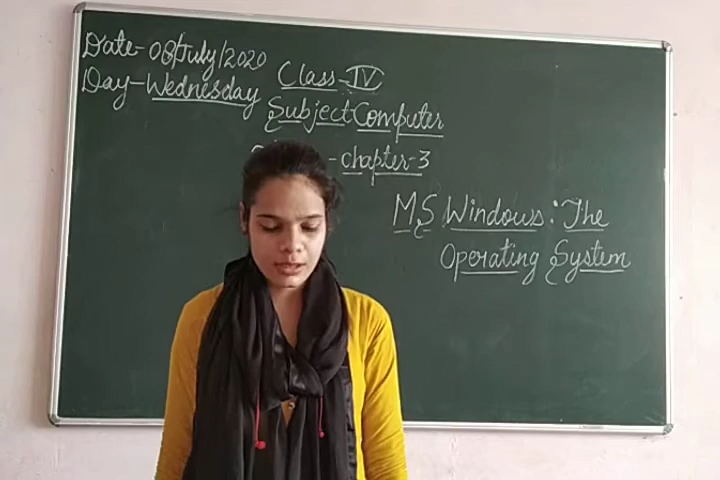 Date-08/July/2020
Day-Wednesday
Class-IV
Subject Computer
-chapter-3
MS Windows: The
Operating System